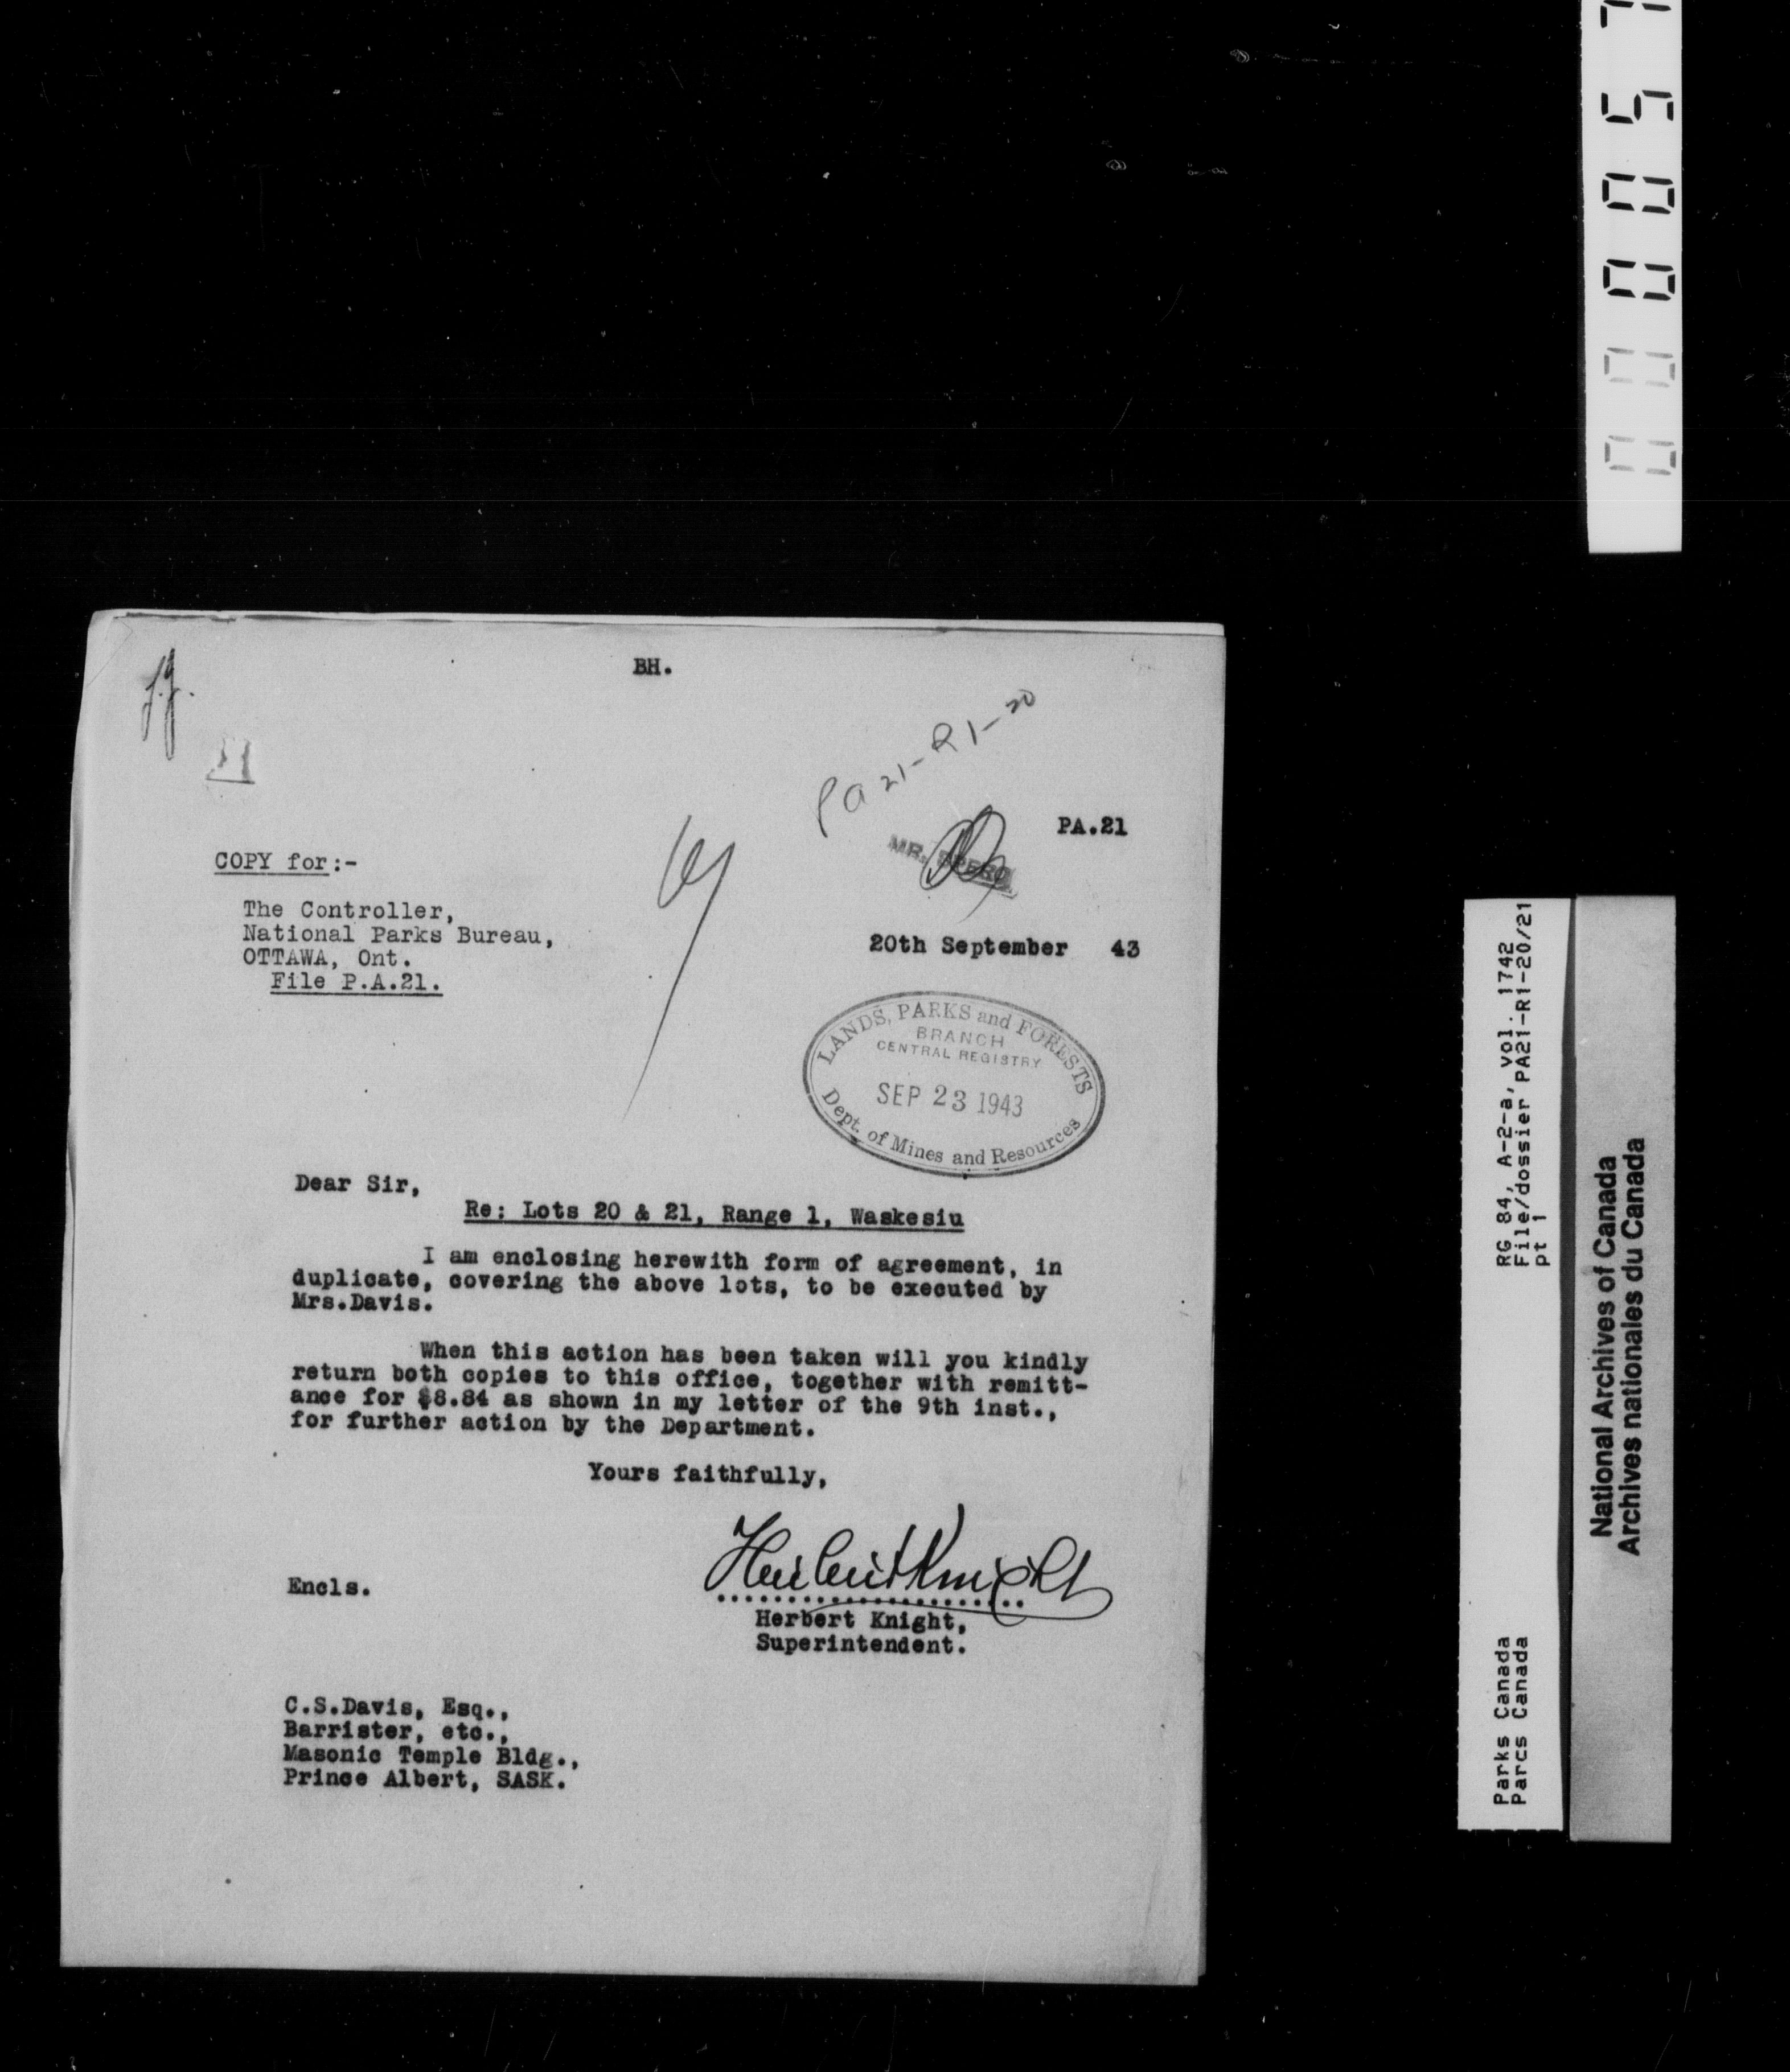 BH.
PA 21-R1-20
PA.21
MR. SPERO
COPY for:-
The Controller,
National Parks Bureau,
OTTAWA, Ont.
File P.A.21.
20th September 43
LANDS, PARKS and FORESTS
BRANCH
CENTRAL REGISTRY
SEP 23 1943
Dept. of Mines and Resources
Dear Sir,
Re: Lots 20 & 21, Range 1, Waskesiu
I am enclosing herewith form of agreement, in
duplicate, covering the above lots, to be executed by
Mrs.Davis.
When this action has been taken will you kindly
return both copies to this office, together with remitt-
ance for $8.84 as shown in my letter of the 9th inst.,
for further action by the Department.
Yours faithfully,
Herbert Knight
Encls.
Herbert Knight,
Superintendent.
C.S.Davis, Esq.,
Barrister, etc.,
Masonic Temple Bldg.,
Prince Albert, SASK.
RG 84, A-2-a, vol. 1742
File/dossier PA21-R1-20/21
pt 1
Parks Canada
Parcs Canada
National Archives of Canada
Archives nationales du Canada